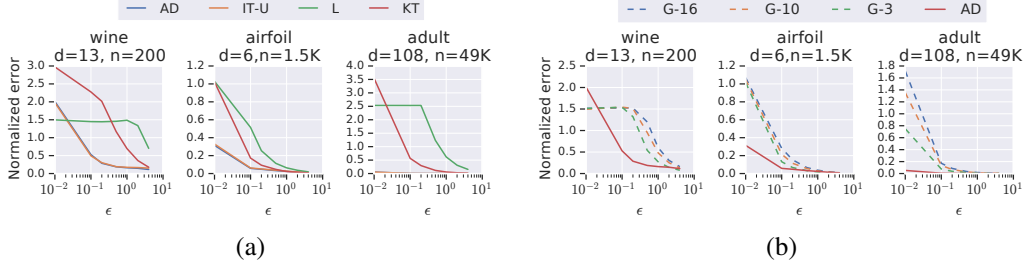 AD IT-U L KT
wine
d=13, n=200
airfoil
d=6,n=1.5K
adult
d=108, n=49K
Normalized error
3.0
2.5
2.0
1.5
1.0
0.5
0.0
10⁻² 10⁻¹ 10⁰ 10¹
ϵ
1.2
1.0
0.8
0.6
0.4
0.2
0.0
10⁻² 10⁻¹ 10⁰ 10¹
ϵ
4.0
3.5
3.0
2.5
2.0
1.5
1.0
0.5
0.0
10⁻² 10⁻¹ 10⁰ 10¹
ϵ
(a)
G-16 G-10 G-3 AD
wine
d=13, n=200
airfoil
d=6,n=1.5K
adult
d=108, n=49K
Normalized error
2.5
2.0
1.5
1.0
0.5
0.0
10⁻² 10⁻¹ 10⁰ 10¹
ϵ
1.2
1.0
0.8
0.6
0.4
0.2
0.0
10⁻² 10⁻¹ 10⁰ 10¹
ϵ
1.8
1.6
1.4
1.2
1.0
0.8
0.6
0.4
0.2
0.0
10⁻² 10⁻¹ 10⁰ 10¹
ϵ
(b)